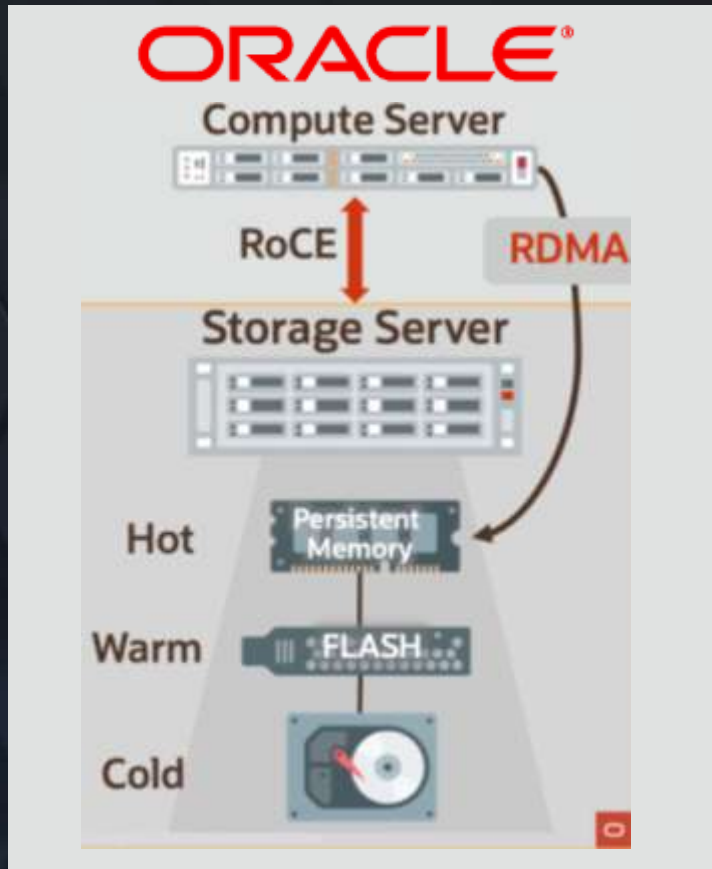 ORACLE®
Compute Server
RoCE
RDMA
Storage Server
Hot
Persistent
Memory
Warm
FLASH
Cold